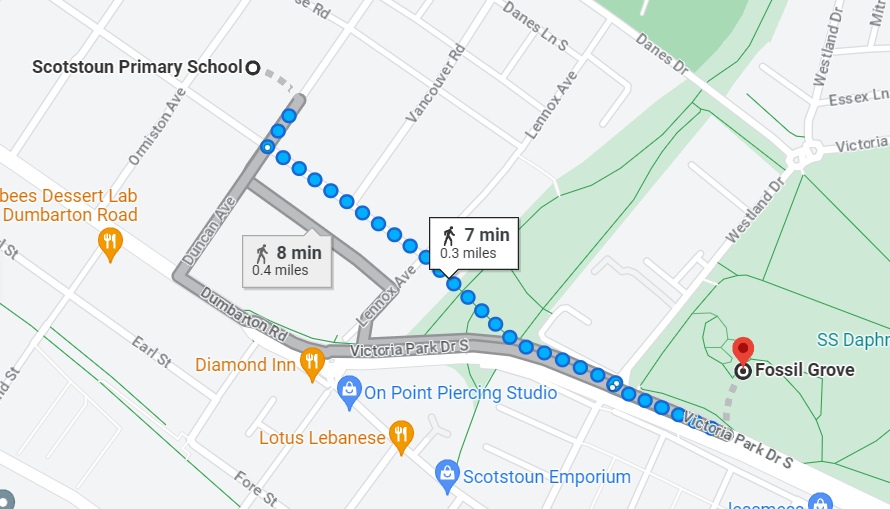 se Rd
Danes Ln S
Danes Dr
Westland Dr
Mitr
Scotstoun Primary School
Vancouver Rd
Lennox Ave
Essex Ln
Ormiston Ave
Victoria
bees Dessert Lab
Dumbarton Road
Westland Dr
7 min
0.3 miles
Duncan Ave
8 min
0.4 miles
Lennox Ave
Dumbarton Rd
SS Daphn
Victoria Park Dr S
Earl St
Diamond Inn
Fossil Grove
On Point Piercing Studio
Victoria Park Dr S
Lotus Lebanese
Scotstoun Emporium
Fore St